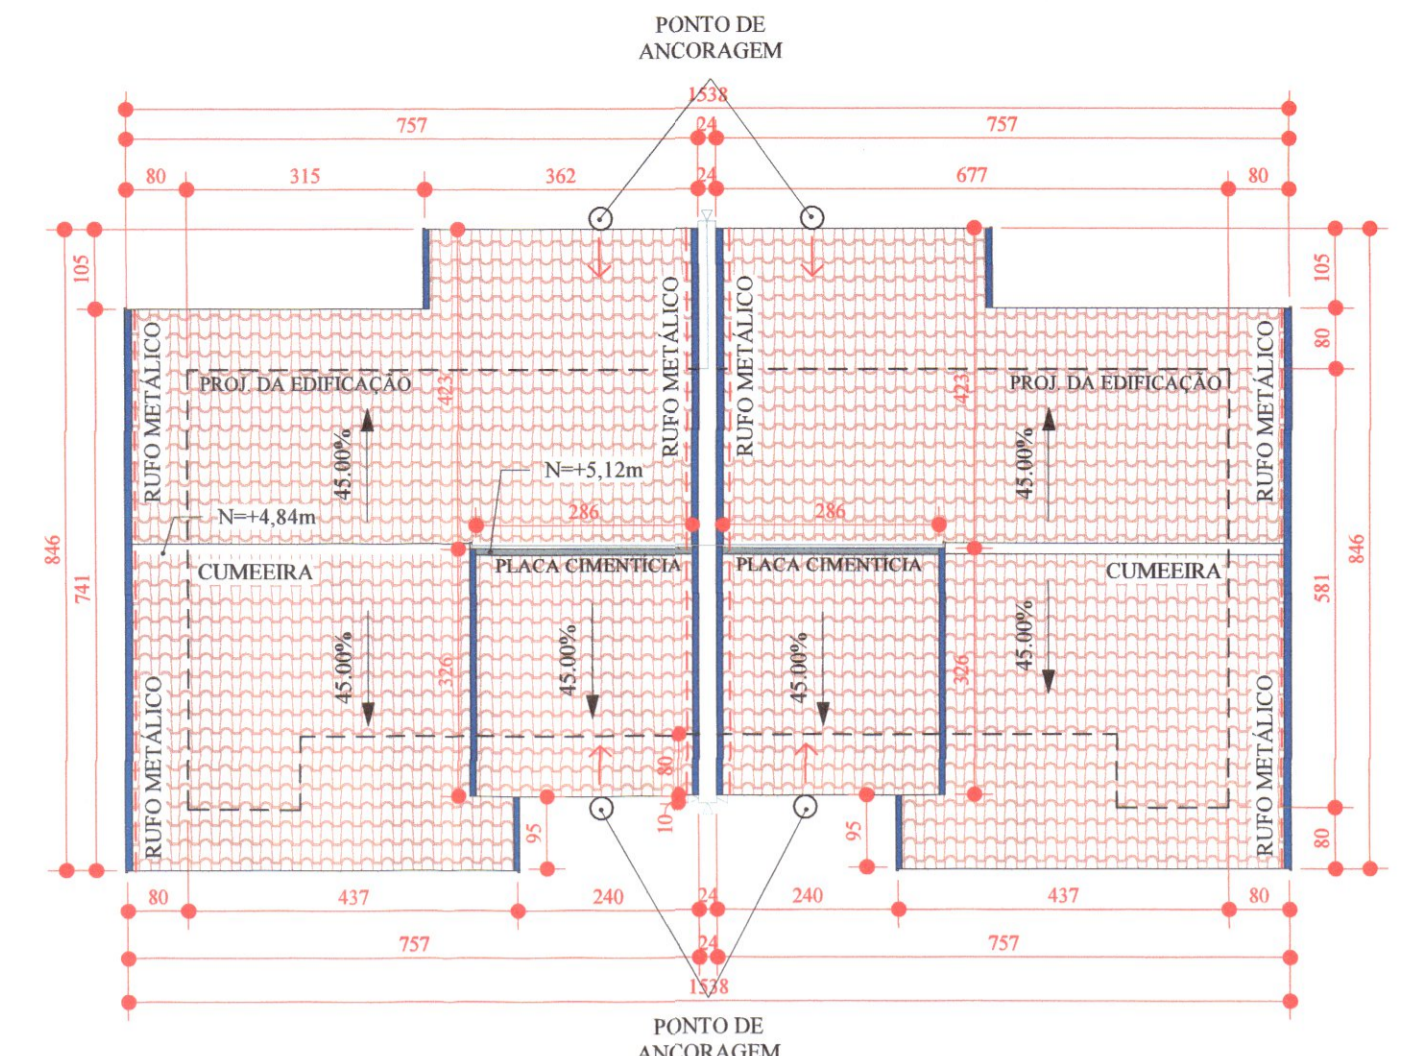 PONTO DE
ANCORAGEM
1538
757
24
757
80
315
362
24
677
80
105
105
80
RUFO METÁLICO
RUFO METÁLICO
RUFO METÁLICO
RUFO METÁLICO
PROJ. DA EDIFICAÇÃO
423
423
PROJ. DA EDIFICAÇÃO
45.00%
45.00%
N=+5,12m
N=+4,84m
286
286
846
741
581
846
CUMEEIRA
PLACA CIMENTÍCIA
PLACA CIMENTÍCIA
CUMEEIRA
45.00%
326
45.00%
45.00%
326
45.00%
RUFO METÁLICO
RUFO METÁLICO
80
10
95
95
80
80
437
240
24
240
437
80
757
24
757
1538
PONTO DE
ANCORAGEM